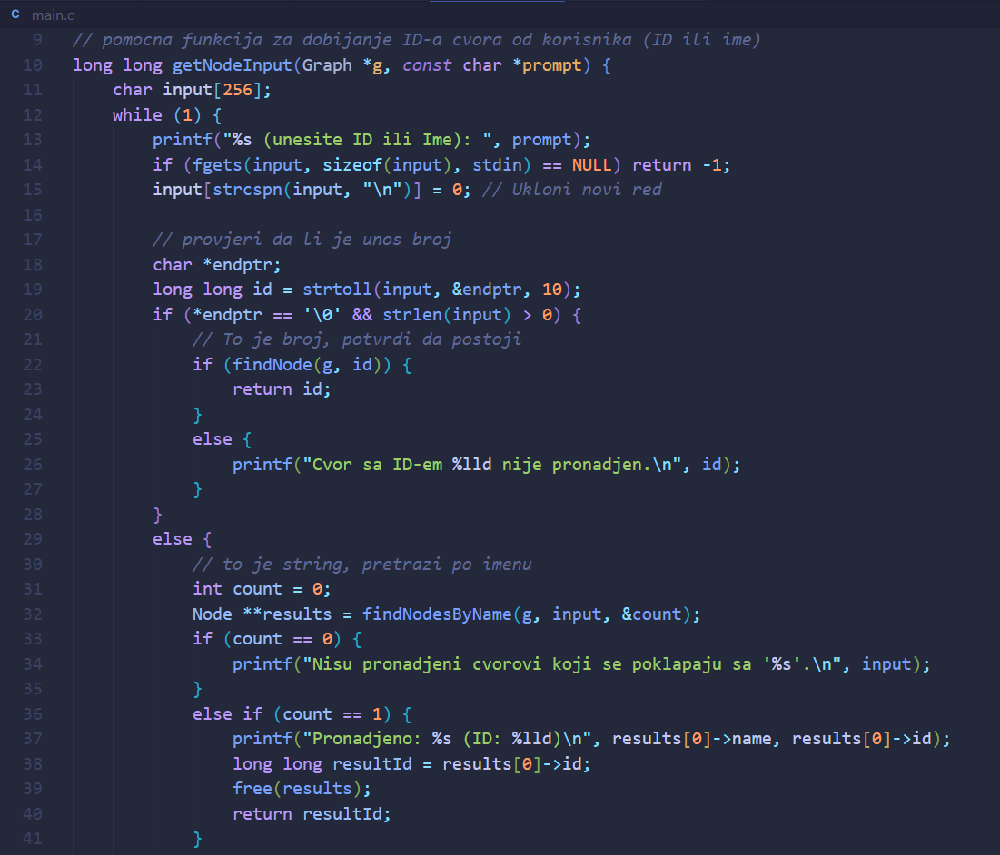 C main.c
9 // pomocna funkcija za dobijanje ID-a cvora od korisnika (ID ili ime)
10 long long getNodeInput(Graph *g, const char *prompt) {
11     char input[256];
12     while (1) {
13         printf("%s (unesite ID ili Ime): ", prompt);
14         if (fgets(input, sizeof(input), stdin) == NULL) return -1;
15         input[strcspn(input, "\n")] = 0; // Ukloni novi red
16
17         // provjeri da li je unos broj
18         char *endptr;
19         long long id = strtoll(input, &endptr, 10);
20         if (*endptr == '\0' && strlen(input) > 0) {
21             // To je broj, potvrdi da postoji
22             if (findNode(g, id)) {
23                 return id;
24             }
25             else {
26                 printf("Cvor sa ID-em %lld nije pronadjen.\n", id);
27             }
28         }
29         else {
30             // to je string, pretrazi po imenu
31             int count = 0;
32             Node **results = findNodesByName(g, input, &count);
33             if (count == 0) {
34                 printf("Nisu pronadjeni cvorovi koji se poklapaju sa '%s'.\n", input);
35             }
36             else if (count == 1) {
37                 printf("Pronadjeno: %s (ID: %lld)\n", results[0]->name, results[0]->id);
38                 long long resultId = results[0]->id;
39                 free(results);
40                 return resultId;
41             }